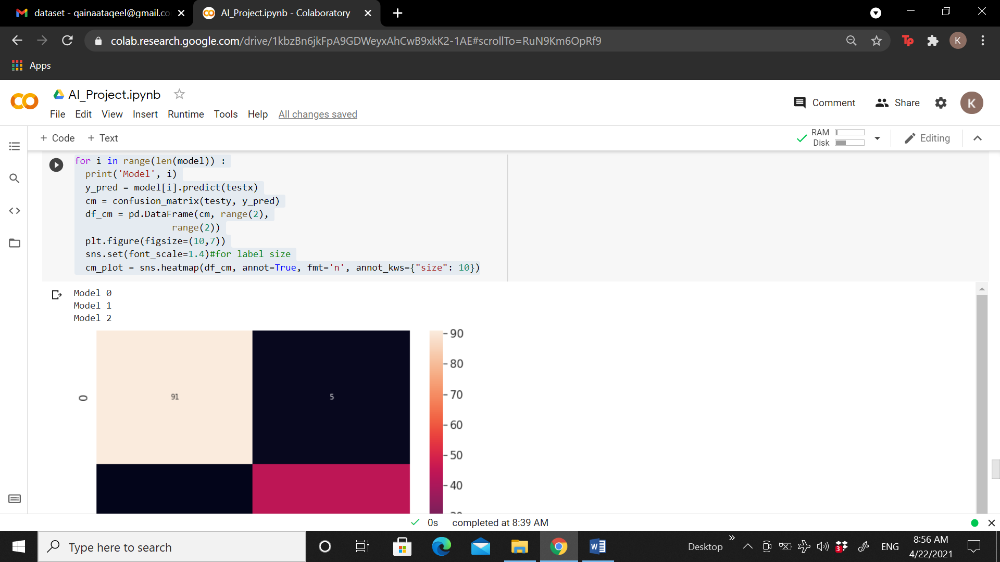 dataset - qainaataqeel@gmail.co
AI_Project.ipynb - Colaboratory
colab.research.google.com/drive/1kbzBn6jkFpA9GDWeyxAhCwB9xkK2-1AE#scrollTo=RuN9Km6OpRf9
Tp
K
Apps
CO
AI_Project.ipynb
File Edit View Insert Runtime Tools Help All changes saved
Comment
Share
K
+ Code + Text
RAM
Disk
Editing
for i in range(len(model)) :
  print('Model', i)
  y_pred = model[i].predict(testx)
  cm = confusion_matrix(testy, y_pred)
  df_cm = pd.DataFrame(cm, range(2),
                  range(2))
  plt.figure(figsize=(10,7))
  sns.set(font_scale=1.4)#for label size
  cm_plot = sns.heatmap(df_cm, annot=True, fmt='n', annot_kws={"size": 10})
Model 0
Model 1
Model 2
0
91
5
90
80
70
60
50
40
0s completed at 8:39 AM
Type here to search
W
Desktop
3
ENG
8:56 AM
4/22/2021